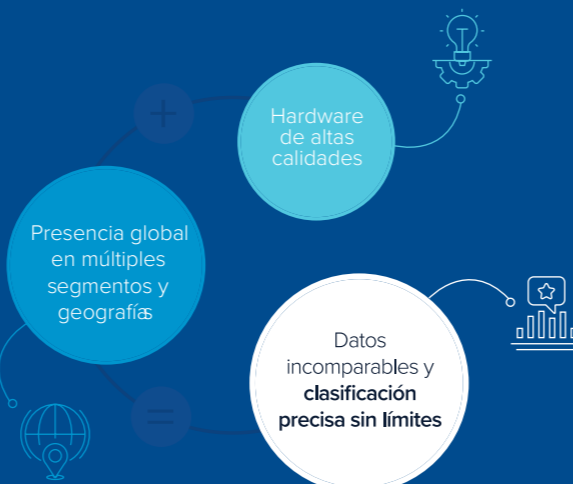 Hardware
de altas
calidades
+
Presencia global
en múltiples
segmentos y
geografías
=
Datos
incomparables y
clasificación
precisa sin límites